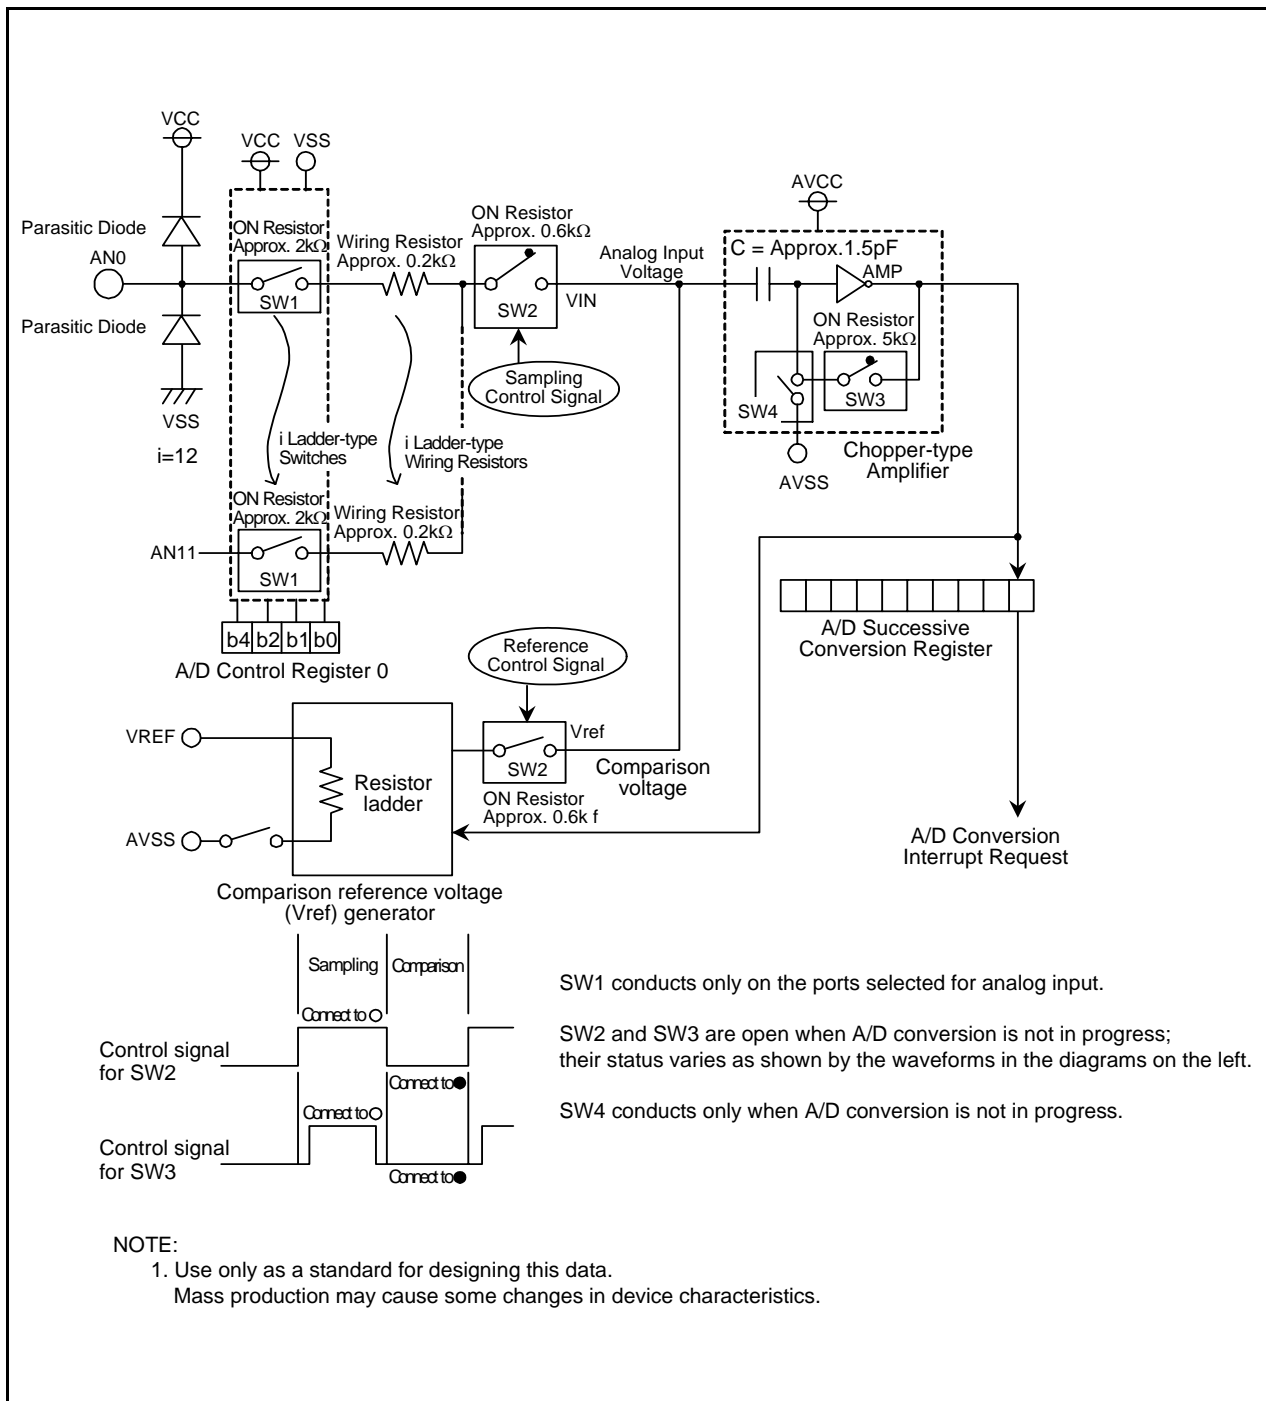 VCC
VCC
VSS
Parasitic Diode
AN0
Parasitic Diode
VSS
i=12
ON Resistor
Approx. 2kΩ
SW1
Wiring Resistor
Approx. 0.2kΩ
ON Resistor
Approx. 0.6kΩ
SW2
VIN
Analog Input
Voltage
Sampling
Control Signal
AVCC
C = Approx.1.5pF
AMP
ON Resistor
Approx. 5kΩ
SW3
SW4
AVSS
Chopper-type
Amplifier
i Ladder-type
Switches
i Ladder-type
Wiring Resistors
ON Resistor
Approx. 2kΩ
SW1
Wiring Resistor
Approx. 0.2kΩ
AN11
b4 b2 b1 b0
A/D Control Register 0
A/D Successive
Conversion Register
Reference
Control Signal
VREF
AVSS
Resistor
ladder
SW2
Vref
ON Resistor
Approx. 0.6k f
Comparison
voltage
A/D Conversion
Interrupt Request
Comparison reference voltage
(Vref) generator
Sampling
Comparison
Connect to
Control signal
for SW2
Connect to
Connect to
Control signal
for SW3
Connect to
SW1 conducts only on the ports selected for analog input.
SW2 and SW3 are open when A/D conversion is not in progress;
their status varies as shown by the waveforms in the diagrams on the left.
SW4 conducts only when A/D conversion is not in progress.
NOTE:
1. Use only as a standard for designing this data.
Mass production may cause some changes in device characteristics.